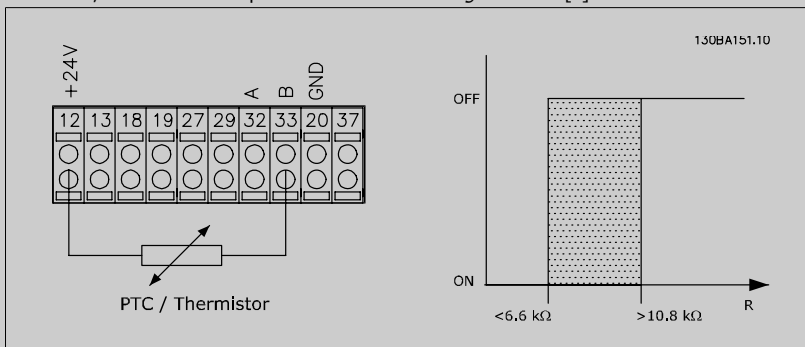 130BA151.10
+24V
A
B
GND
12 13 18 19 27 29 32 33 20 37
PTC / Thermistor
OFF
ON
<6.6 kΩ
>10.8 kΩ
R